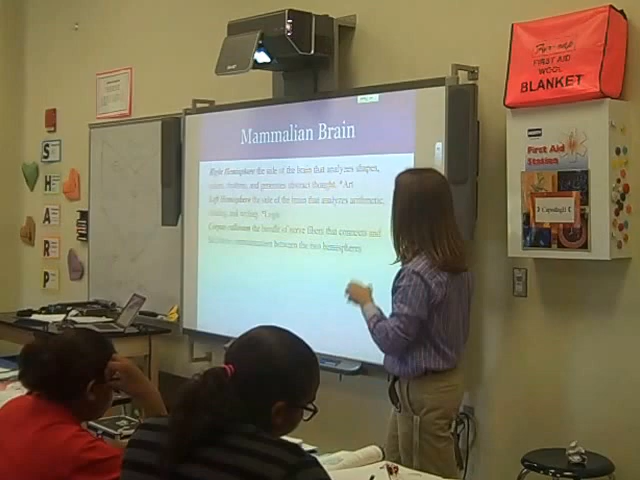 Mammalian Brain
Right Hemisphere the side of the brain that analyzes shapes,
colors, rhythms, and generates abstract thought. *Art
Left Hemisphere the side of the brain that analyzes arithmetic,
reading, and writing. *Logic
Corpus callosum the bundle of nerve fibers that connects and
communication between the two hemispheres
S
H
A
R
P
FIRST AID
WOOL
BLANKET
First Aid
Station